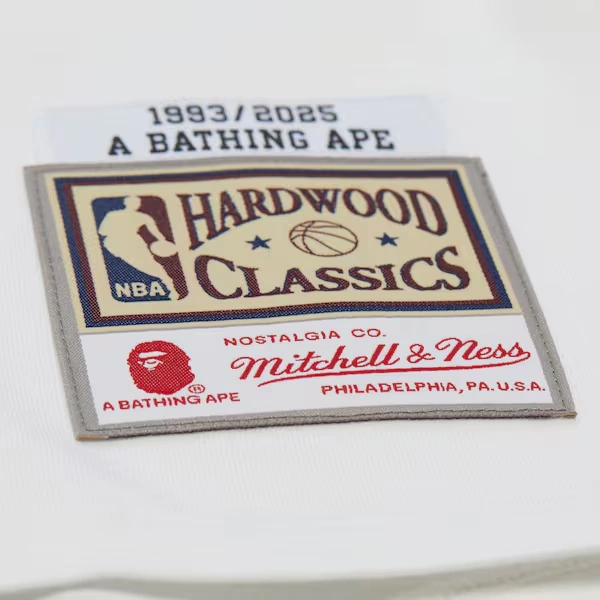 1993/2025
A BATHING APE
HARDWOOD
CLASSICS
NBA
NOSTALGIA CO.
Mitchell & Ness
PHILADELPHIA, PA. U.S.A.
®
A BATHING APE